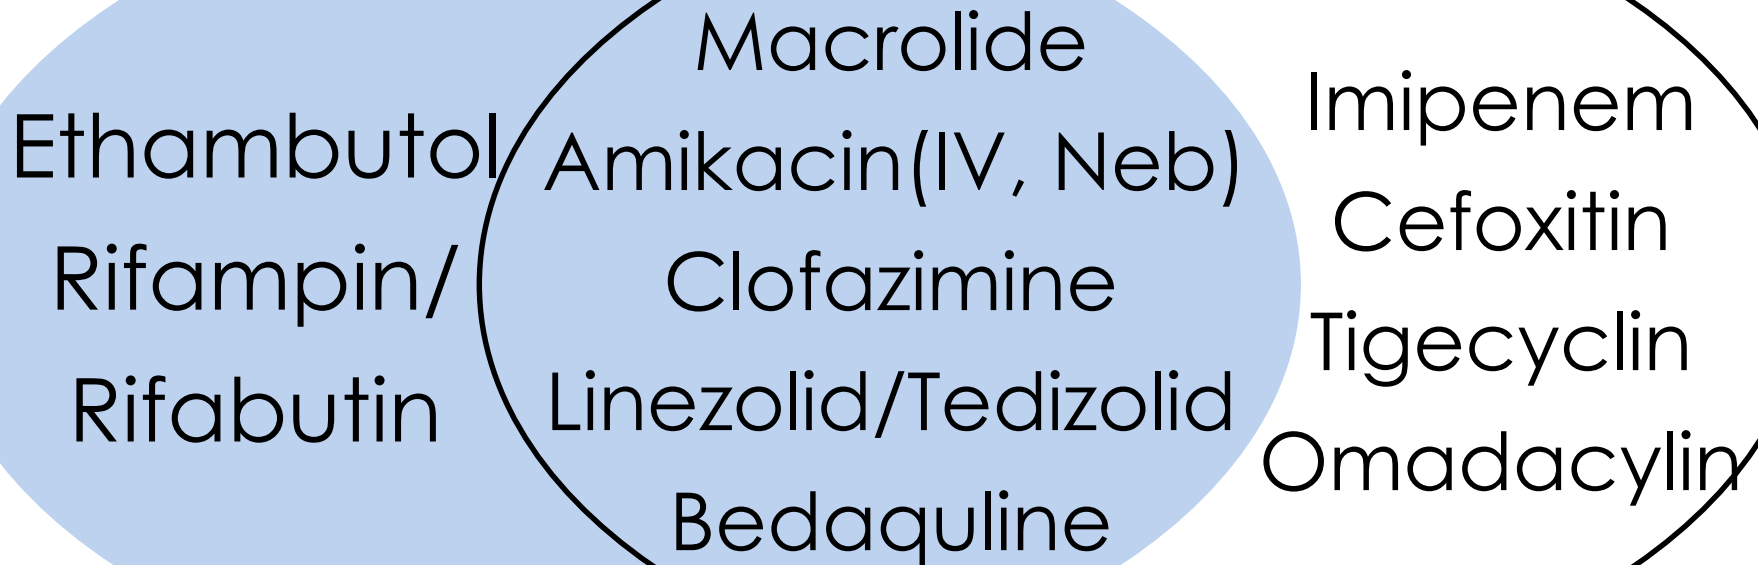 Ethambutol
Rifampin/
Rifabutin
Macrolide
Amikacin(IV, Neb)
Clofazimine
Linezolid/Tedizolid
Bedaquline
Imipenem
Cefoxitin
Tigecyclin
Omadacylin